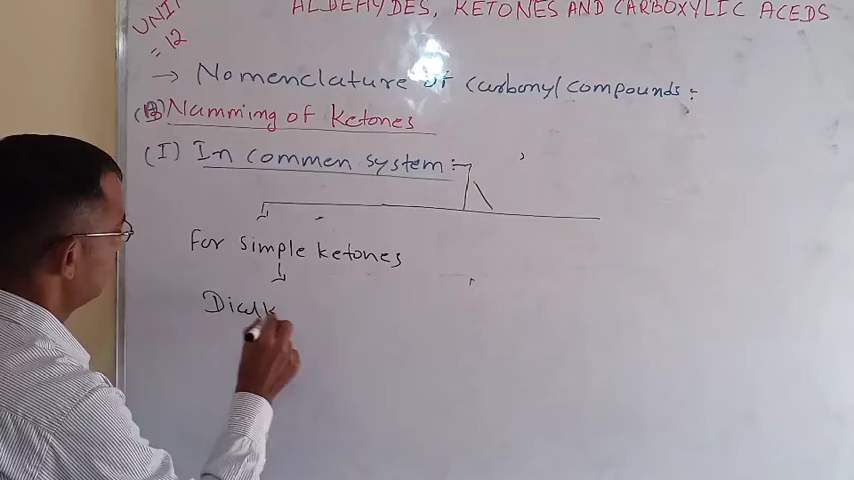 ALDEHYDES, KETONES AND CARBOXYLIC ACEDS
UNIT
= 12
→ Nomenclature of carbonyl compounds:
(B) Namming of Ketones
(I) In commen system:-
For simple ketones
Dialk